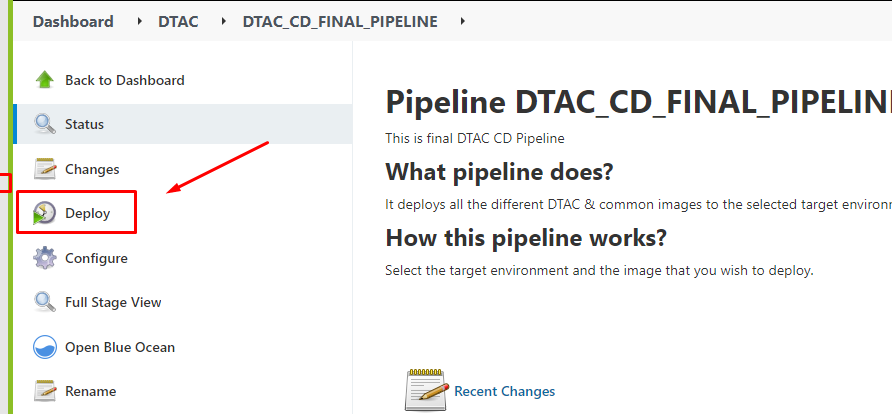 Dashboard DTAC DTAC_CD_FINAL_PIPELINE
Back to Dashboard
Status
Changes
Deploy
Configure
Full Stage View
Open Blue Ocean
Rename
Pipeline DTAC_CD_FINAL_PIPELIN
This is final DTAC CD Pipeline
What pipeline does?
It deploys all the different DTAC & common images to the selected target environ
How this pipeline works?
Select the target environment and the image that you wish to deploy.
Recent Changes